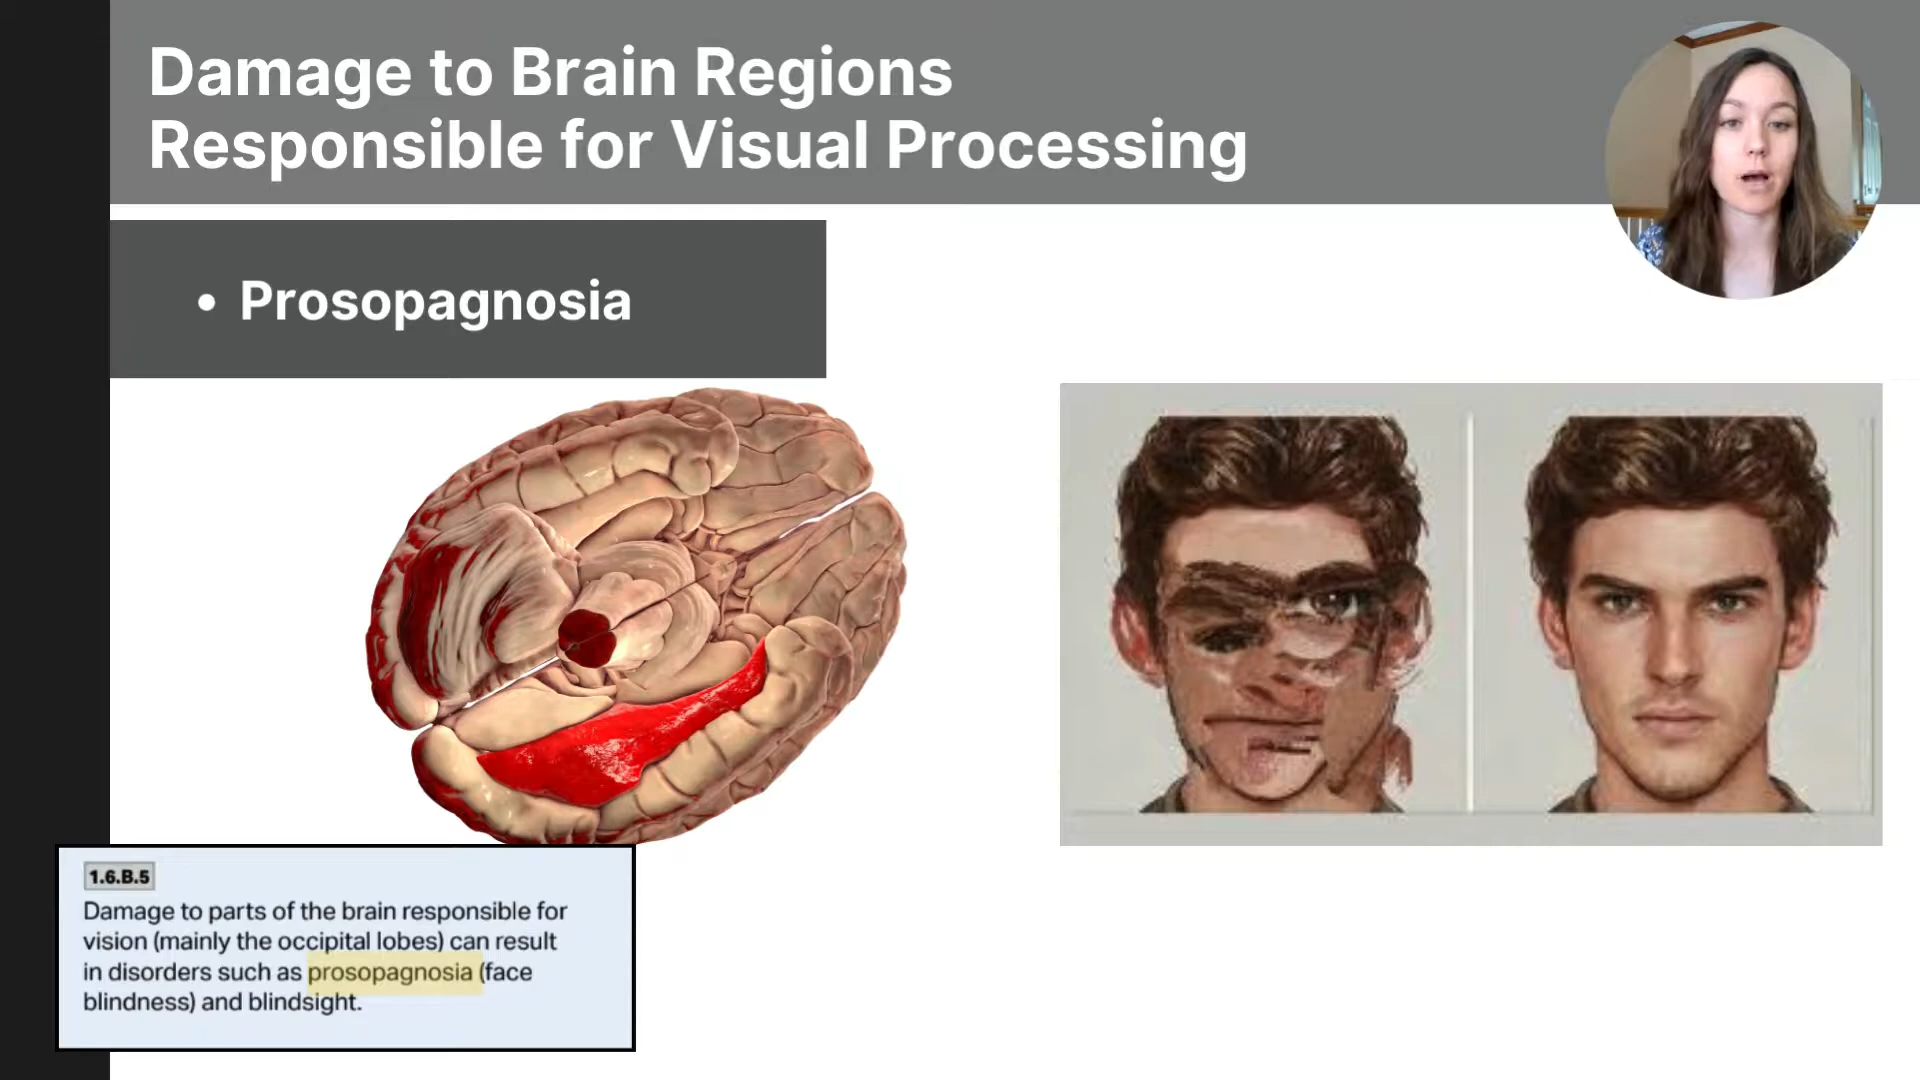 Damage to Brain Regions
Responsible for Visual Processing
• Prosopagnosia
1.6.B.5
Damage to parts of the brain responsible for
vision (mainly the occipital lobes) can result
in disorders such as prosopagnosia (face
blindness) and blindsight.